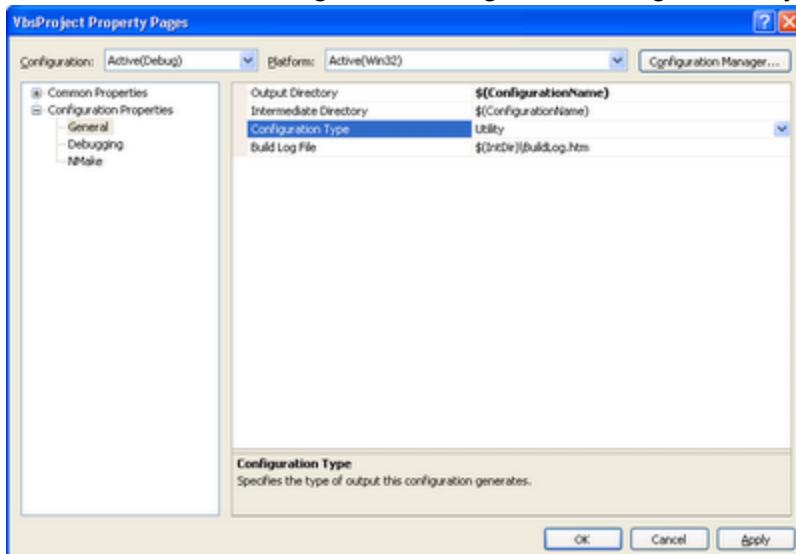 VbsProject Property Pages
Configuration: Active(Debug) Platform: Active(Win32) Configuration Manager...
Common Properties
Configuration Properties
General
Debugging
NMake
Output Directory $(ConfigurationName)
Intermediate Directory $(ConfigurationName)
Configuration Type Utility
Build Log File $(IntDir)\BuildLog.htm
Configuration Type
Specifies the type of output this configuration generates.
OK Cancel Apply